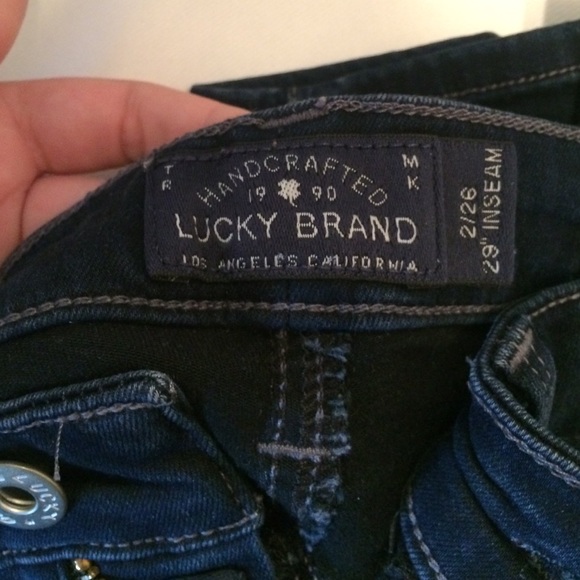 TR MK
HANDCRAFTED
19 90
LUCKY BRAND
LOS ANGELES CALIFORNIA
2/26
29" INSEAM
LUCKY